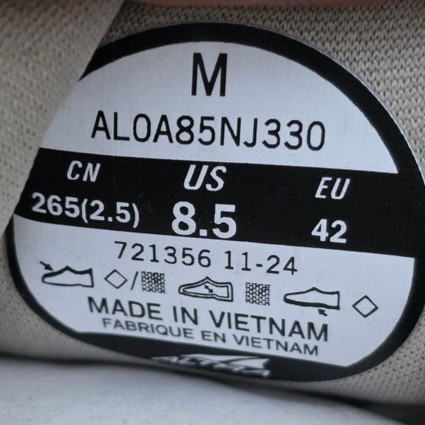 M
AL0A85NJ330
CN US EU
265(2.5) 8.5 42
721356 11-24
MADE IN VIETNAM
FABRIQUE EN VIETNAM